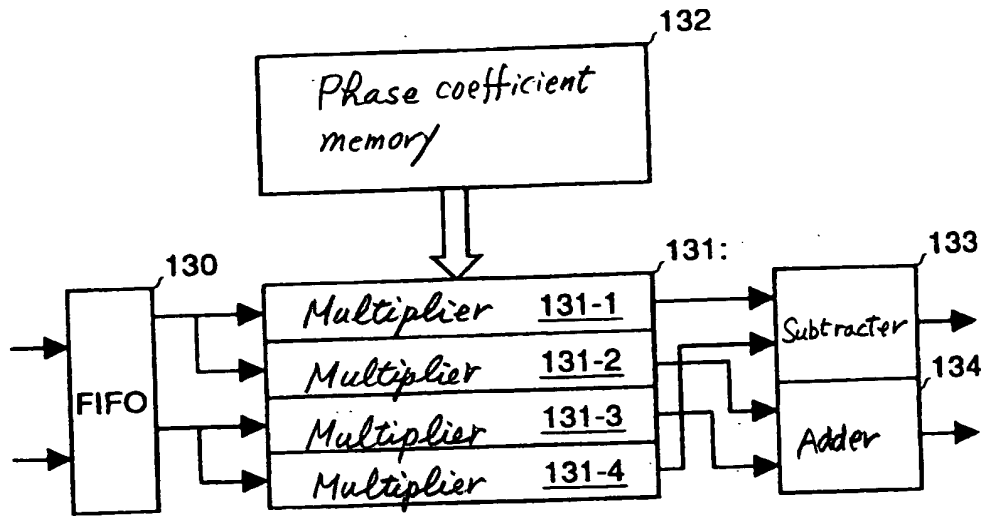 132
Phase coefficient
memory
130
131:
133
Multiplier 131-1
Subtracter
Multiplier 131-2
134
FIFO
Multiplier 131-3
Adder
Multiplier 131-4